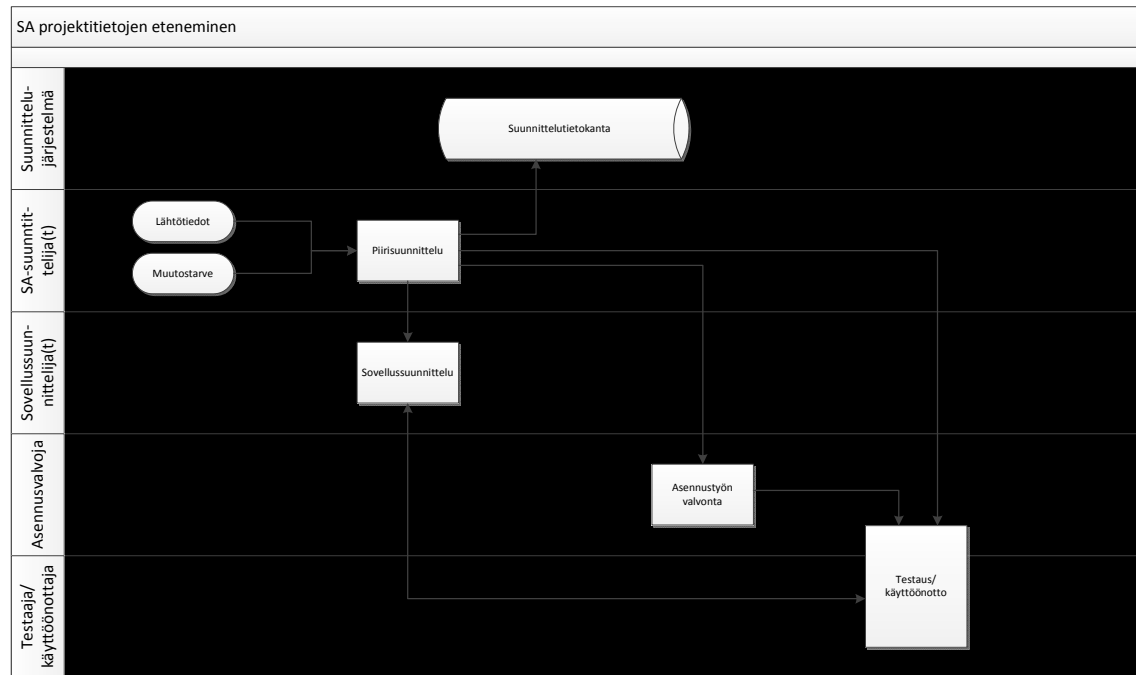 SA projektitietojen eteneminen
Suunnittelu-
järjestelmä
Suunnittelutietokanta
SA-suuntit-
telija(t)
Lähtötiedot
Muutostarve
Piirisuunnittelu
Sovellussuun-
nittelija(t)
Sovellussuunnittelu
Asennusvalvoja
Asennustyön
valvonta
Testaaja/
käyttöönottaja
Testaus/
käyttöönotto